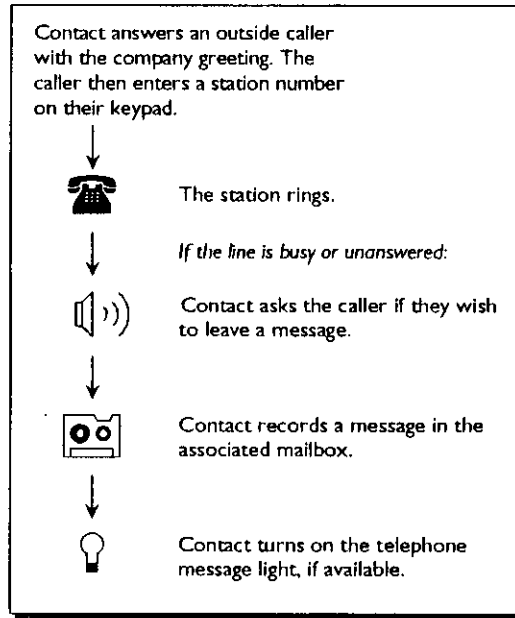 Contact answers an outside caller
with the company greeting. The
caller then enters a station number
on their keypad.
The station rings.
If the line is busy or unanswered:
Contact asks the caller if they wish
to leave a message.
Contact records a message in the
associated mailbox.
Contact turns on the telephone
message light, if available.